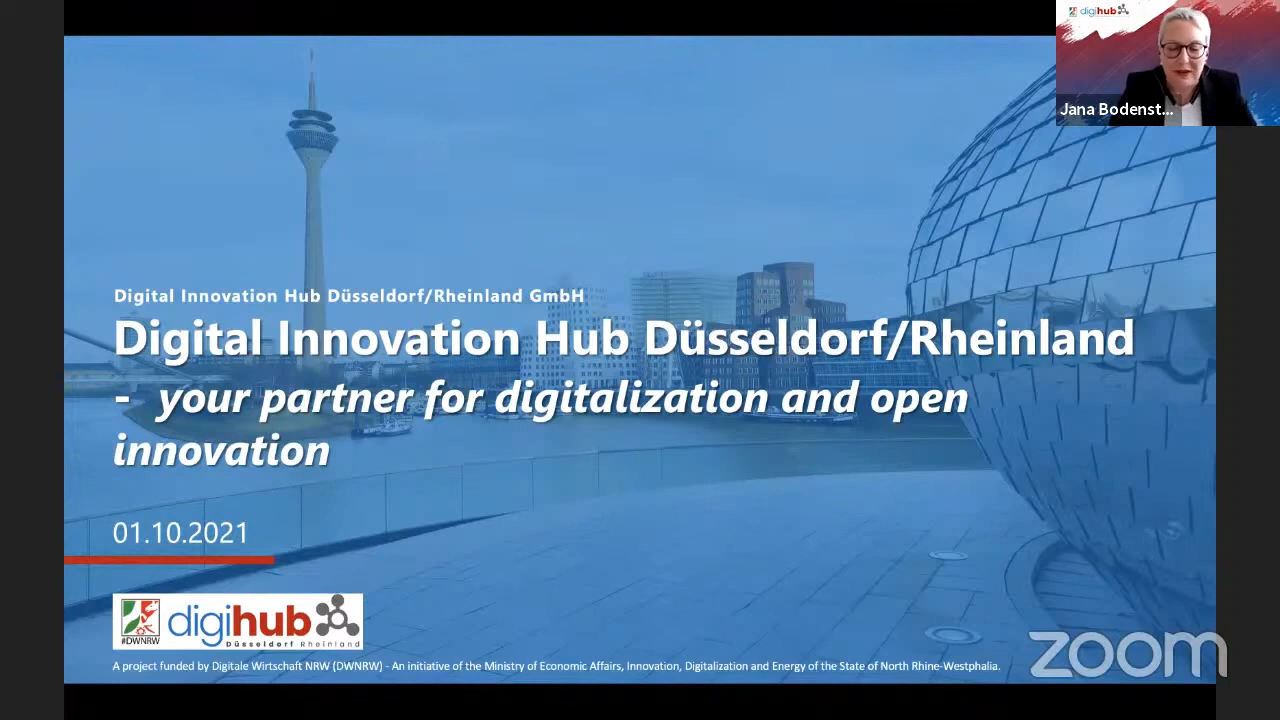 digihub
Jana Bodenst...
Digital Innovation Hub Düsseldorf/Rheinland GmbH
Digital Innovation Hub Düsseldorf/Rheinland
- your partner for digitalization and open
innovation
01.10.2021
#DWNRW
digihub
Düsseldorf Rheinland
A project funded by Digitale Wirtschaft NRW (DWNRW) - An initiative of the Ministry of Economic Affairs, Innovation, Digitalization and Energy of the State of North Rhine-Westphalia.
zoom